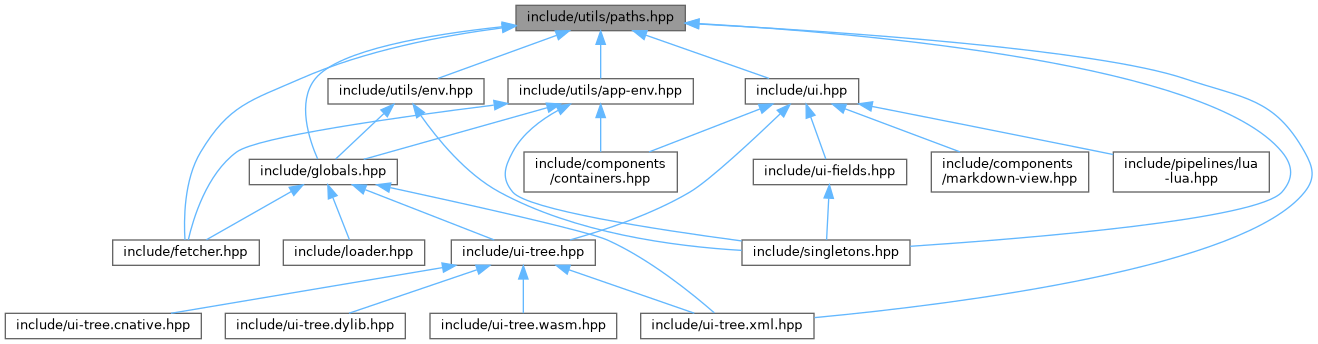 include/utils/paths.hpp
include/utils/env.hpp
include/utils/app-env.hpp
include/ui.hpp
include/globals.hpp
include/components
/containers.hpp
include/ui-fields.hpp
include/components
/markdown-view.hpp
include/pipelines/lua
-lua.hpp
include/fetcher.hpp
include/loader.hpp
include/ui-tree.hpp
include/singletons.hpp
include/ui-tree.cnative.hpp
include/ui-tree.dylib.hpp
include/ui-tree.wasm.hpp
include/ui-tree.xml.hpp